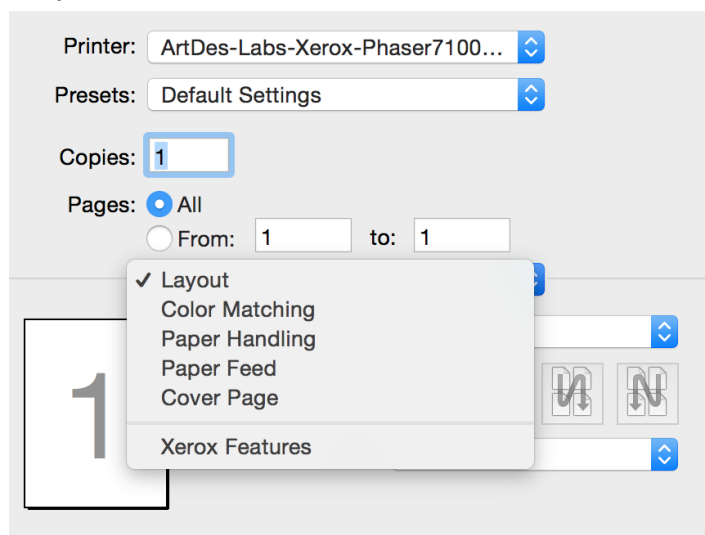 Printer: ArtDes-Labs-Xerox-Phaser7100...
Presets: Default Settings
Copies: 1
Pages: All
From: 1 to: 1
✓ Layout
Color Matching
Paper Handling
Paper Feed
Cover Page
Xerox Features
1